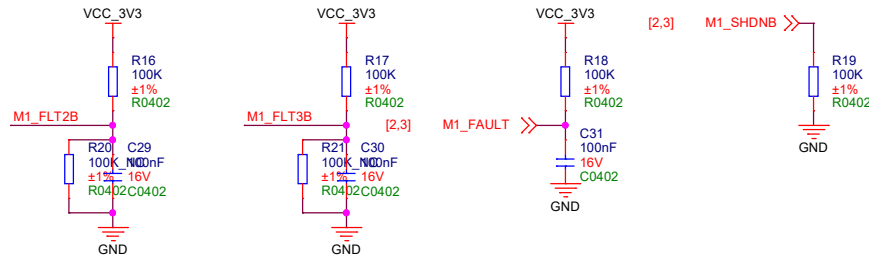 VCC_3V3
R16
100K
±1%
R0402
M1_FLT2B
R20
100K_NC
±1%
R0402
C29
100nF
16V
C0402
GND
VCC_3V3
R17
100K
±1%
R0402
M1_FLT3B
R21
100K_NC
±1%
R0402
C30
100nF
16V
C0402
GND
VCC_3V3
R18
100K
±1%
R0402
[2,3] M1_FAULT
C31
100nF
16V
C0402
GND
[2,3] M1_SHDNB
R19
100K
±1%
R0402
GND